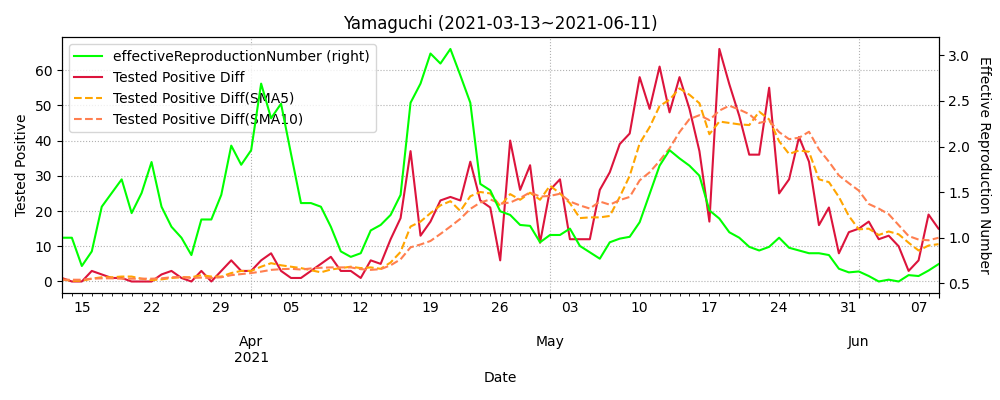 Yamaguchi (2021-03-13~2021-06-11)
effectiveReproductionNumber (right)
Tested Positive Diff
Tested Positive Diff(SMA5)
Tested Positive Diff(SMA10)
Tested Positive
60
50
40
30
20
10
0
3.0
2.5
2.0
1.5
1.0
0.5
Effective Reproduction Number
15 22 29 05 12 19 26 03 10 17 24 31 07
Apr May Jun
2021
Date